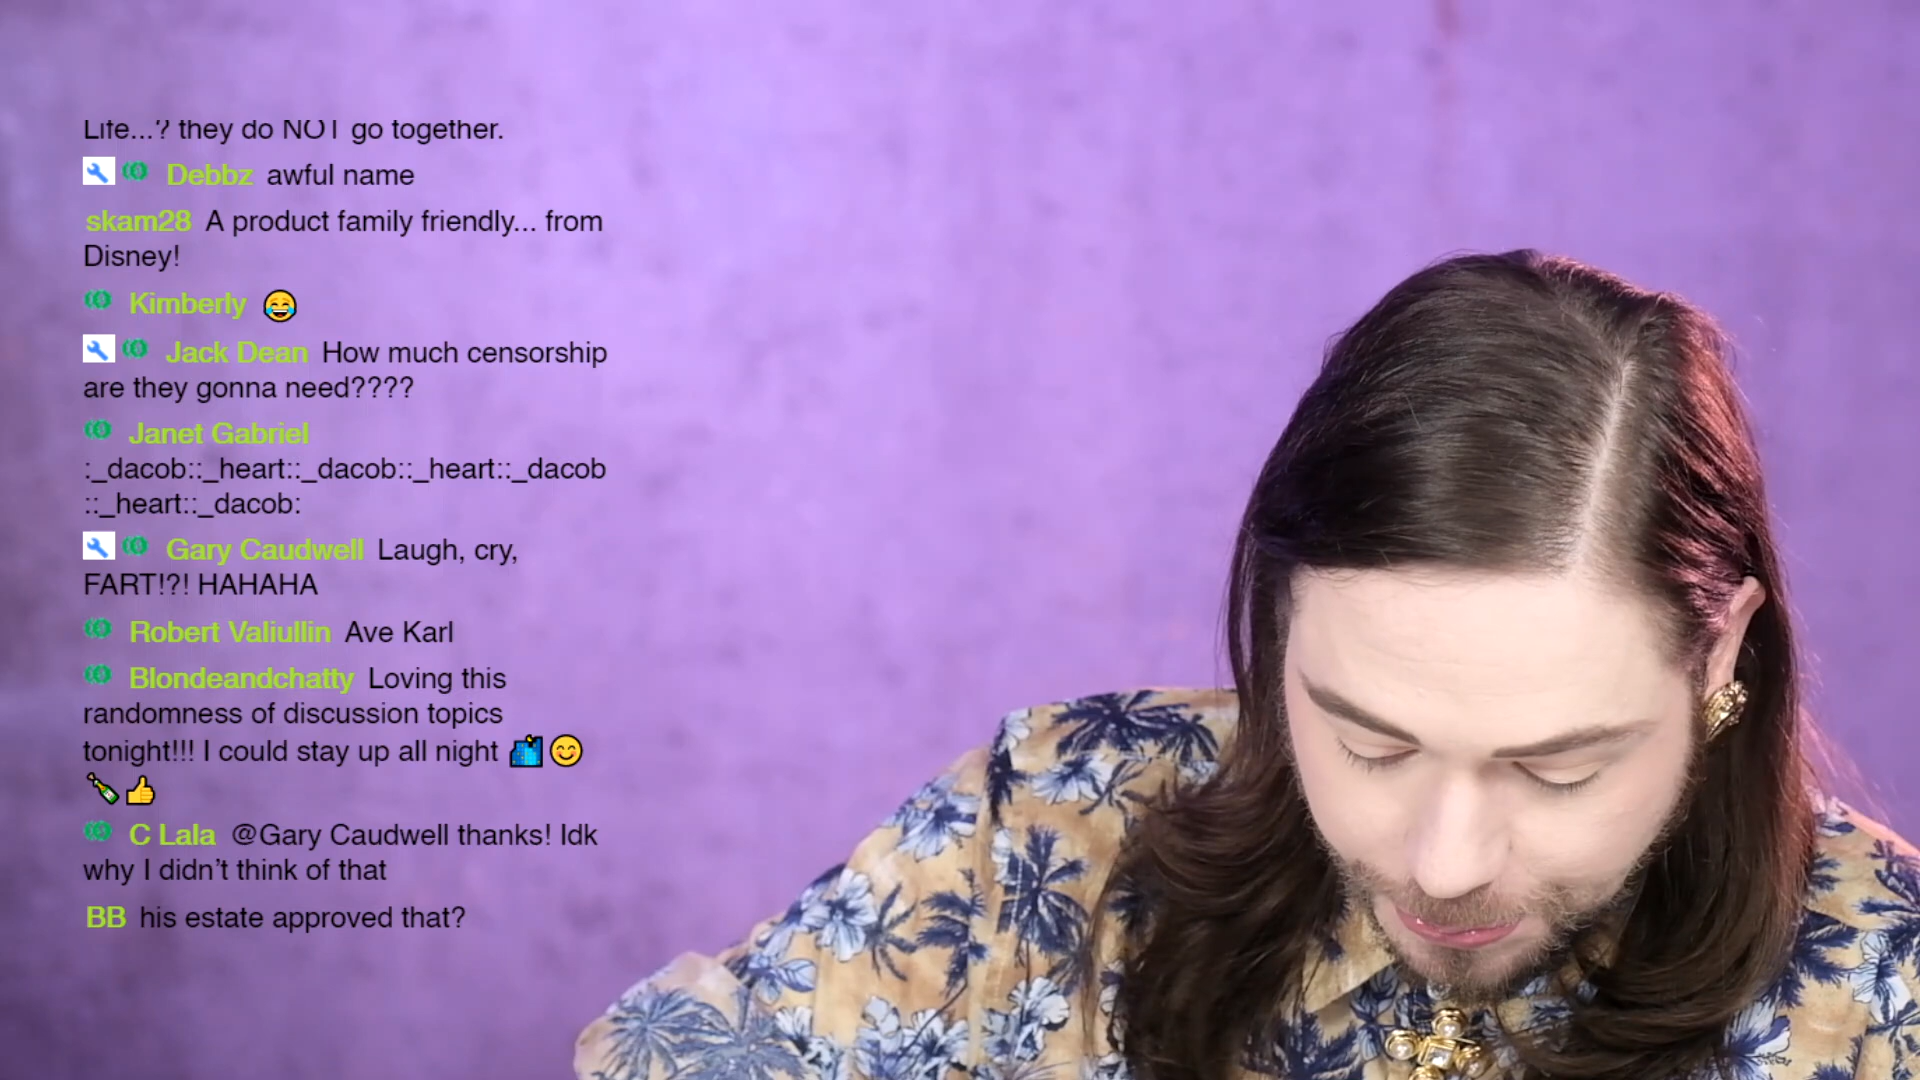 Life...? they do NOT go together.
Debbz awful name
skam28 A product family friendly... from
Disney!
Kimberly 😂
Jack Dean How much censorship
are they gonna need????
Janet Gabriel
:_dacob::_heart::_dacob::_heart::_dacob
::_heart::_dacob:
Gary Caudwell Laugh, cry,
FART!?! HAHAHA
Robert Valiullin Ave Karl
Blondeandchatty Loving this
randomness of discussion topics
tonight!!! I could stay up all night 🌃😊
🍾👍
C Lala @Gary Caudwell thanks! Idk
why I didn’t think of that
BB his estate approved that?